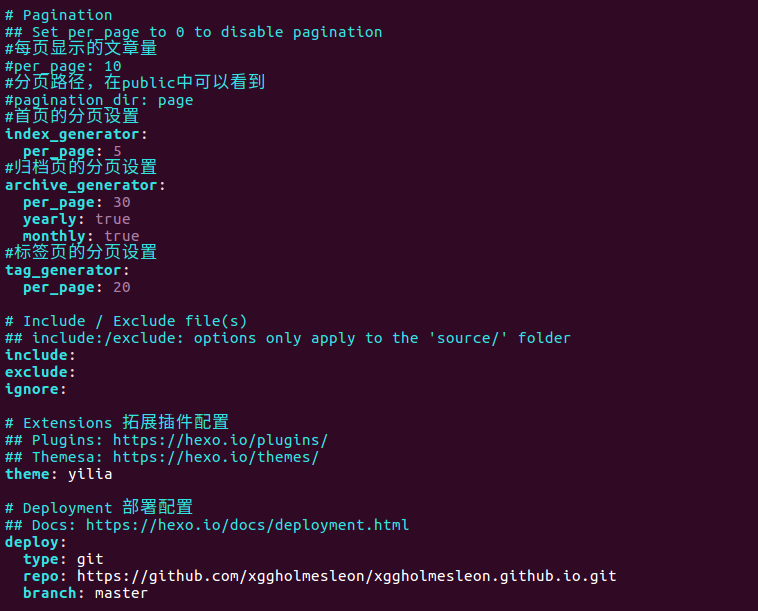 # Pagination
## Set per_page to 0 to disable pagination
#每页显示的文章量
#per_page: 10
#分页路径，在public中可以看到
#pagination_dir: page
#首页的分页设置
index_generator:
  per_page: 5
#归档页的分页设置
archive_generator:
  per_page: 30
  yearly: true
  monthly: true
#标签页的分页设置
tag_generator:
  per_page: 20

# Include / Exclude file(s)
## include:/exclude: options only apply to the 'source/' folder
include:
exclude:
ignore:

# Extensions 拓展插件配置
## Plugins: https://hexo.io/plugins/
## Themesa: https://hexo.io/themes/
theme: yilia

# Deployment 部署配置
## Docs: https://hexo.io/docs/deployment.html
deploy:
  type: git
  repo: https://github.com/xggholmesleon/xggholmesleon.github.io.git
  branch: master